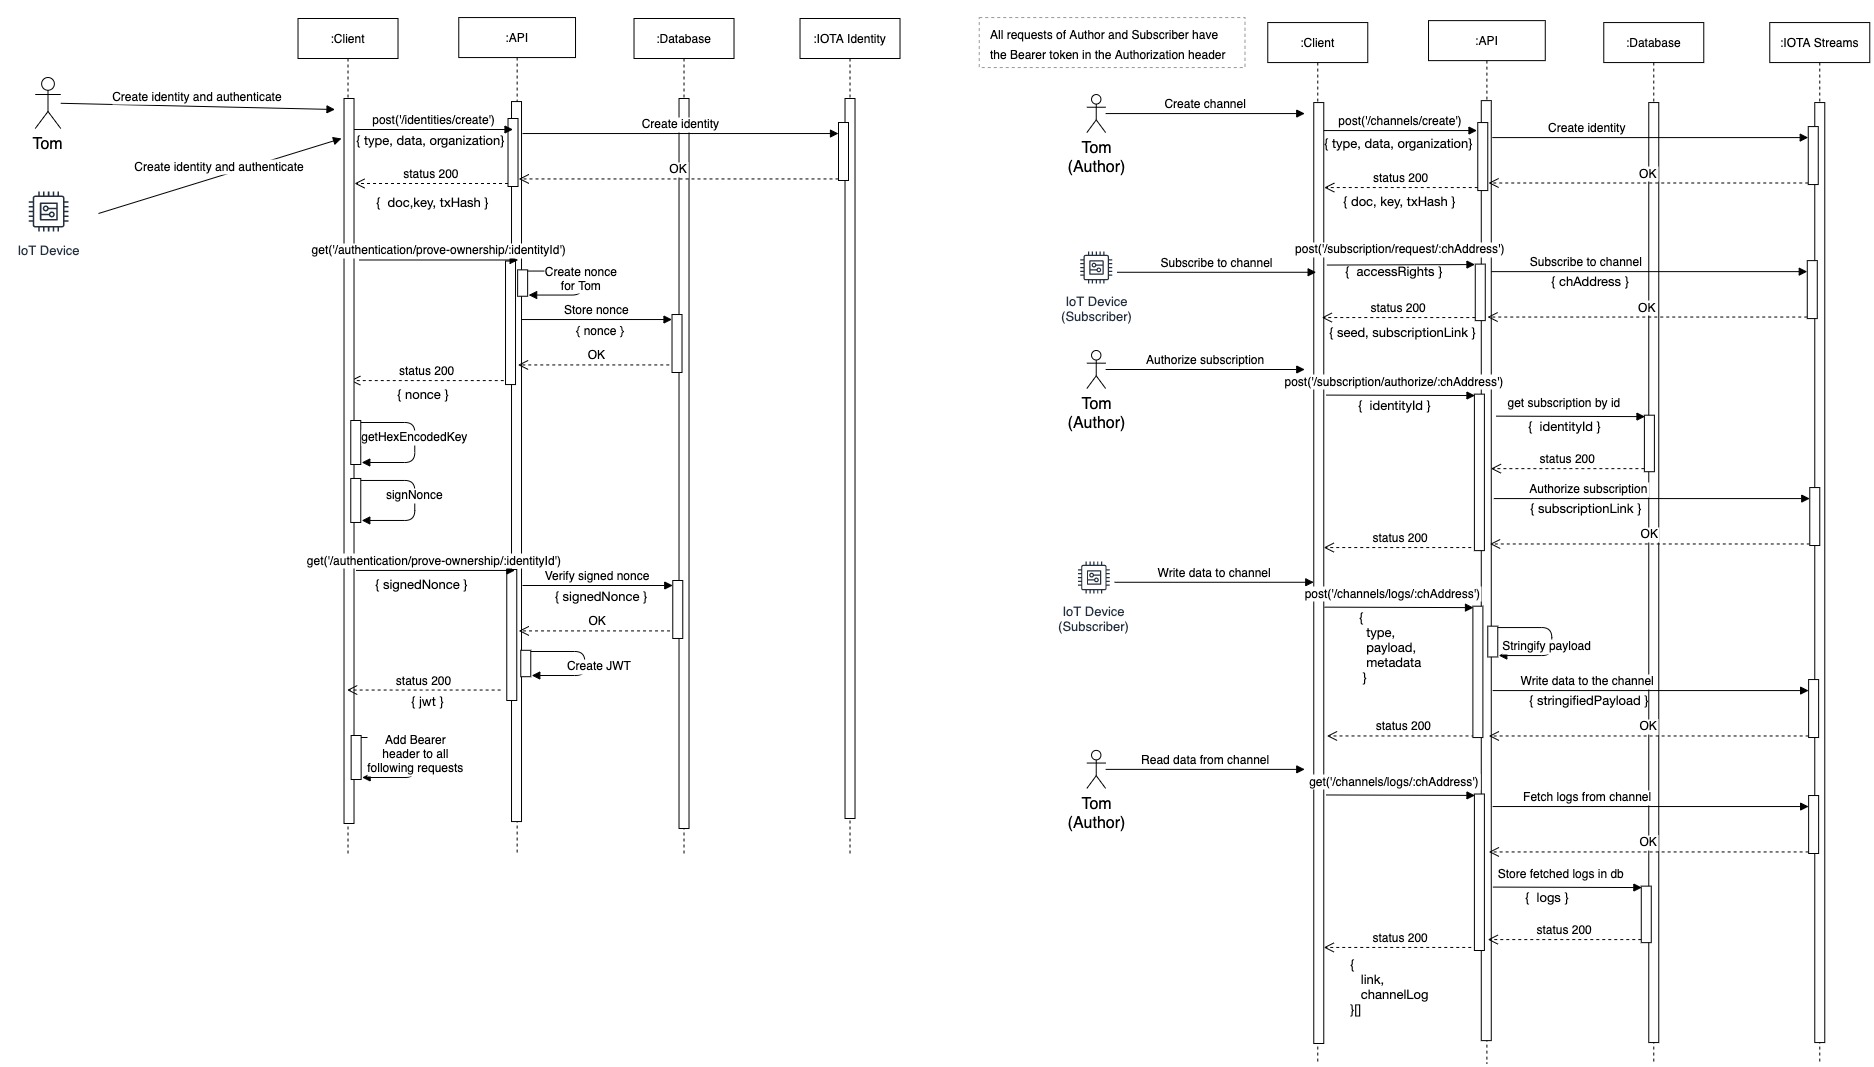 :Client
:API
:Database
:IOTA Identity
Create identity and authenticate
Tom
post('/identities/create')
{ type, data, organization}
Create identity
Create identity and authenticate
OK
status 200
{  doc,key, txHash }
IoT Device
get('/authentication/prove-ownership/:identityId')
Create nonce
for Tom
Store nonce
{ nonce }
OK
status 200
{ nonce }
getHexEncodedKey
signNonce
get('/authentication/prove-ownership/:identityId')
{ signedNonce }
Verify signed nonce
{ signedNonce }
OK
Create JWT
status 200
{ jwt }
Add Bearer
header to all
following requests
All requests of Author and Subscriber have
the Bearer token in the Authorization header
:Client
:API
:Database
:IOTA Streams
Create channel
Tom
(Author)
post('/channels/create')
{ type, data, organization}
Create identity
OK
status 200
{ doc, key, txHash }
post('/subscription/request/:chAddress')
Subscribe to channel
{  accessRights }
Subscribe to channel
{ chAddress }
IoT Device
(Subscriber)
OK
status 200
{ seed, subscriptionLink }
Authorize subscription
Tom
(Author)
post('/subscription/authorize/:chAddress')
{  identityId }
get subscription by id
{  identityId }
status 200
Authorize subscription
{ subscriptionLink }
OK
status 200
Write data to channel
IoT Device
(Subscriber)
post('/channels/logs/:chAddress')
{
type,
payload,
metadata
}
Stringify payload
Write data to the channel
{ stringifiedPayload }
OK
status 200
Read data from channel
Tom
(Author)
get('/channels/logs/:chAddress')
Fetch logs from channel
OK
Store fetched logs in db
{  logs }
status 200
status 200
{
link,
channelLog
}[]